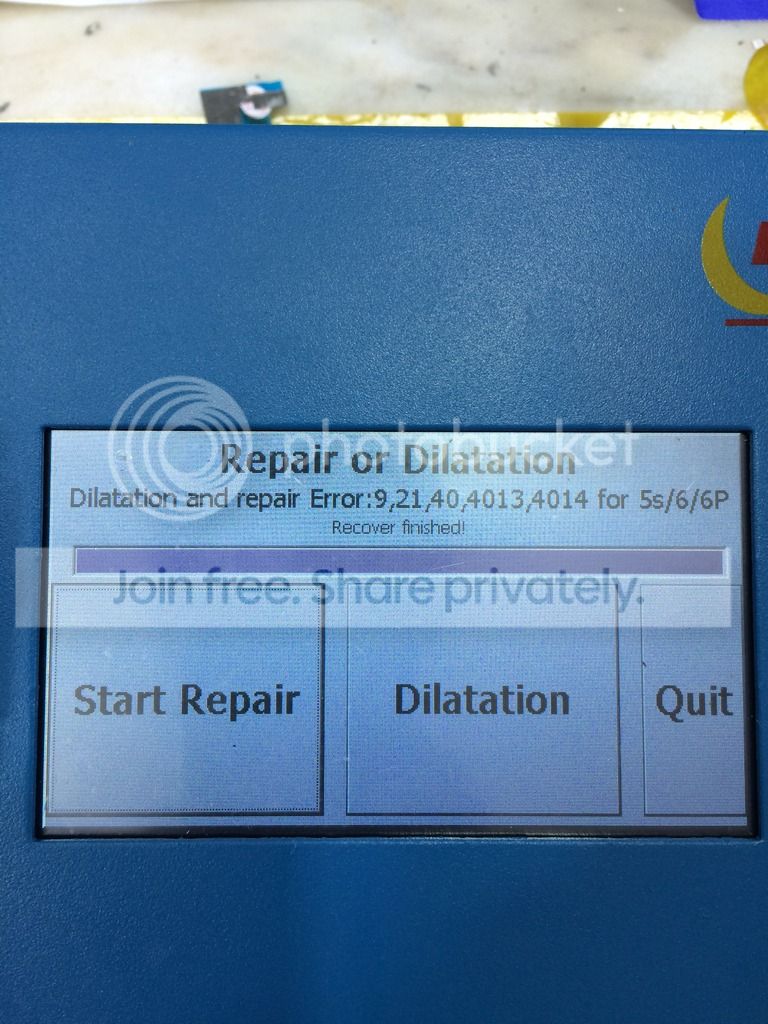 Repair or Dilatation
Dilatation and repair Error:9,21,40,4013,4014 for 5s/6/6P
Recover finished!
photobucket
Join free. Share privately.
Start Repair
Dilatation
Quit